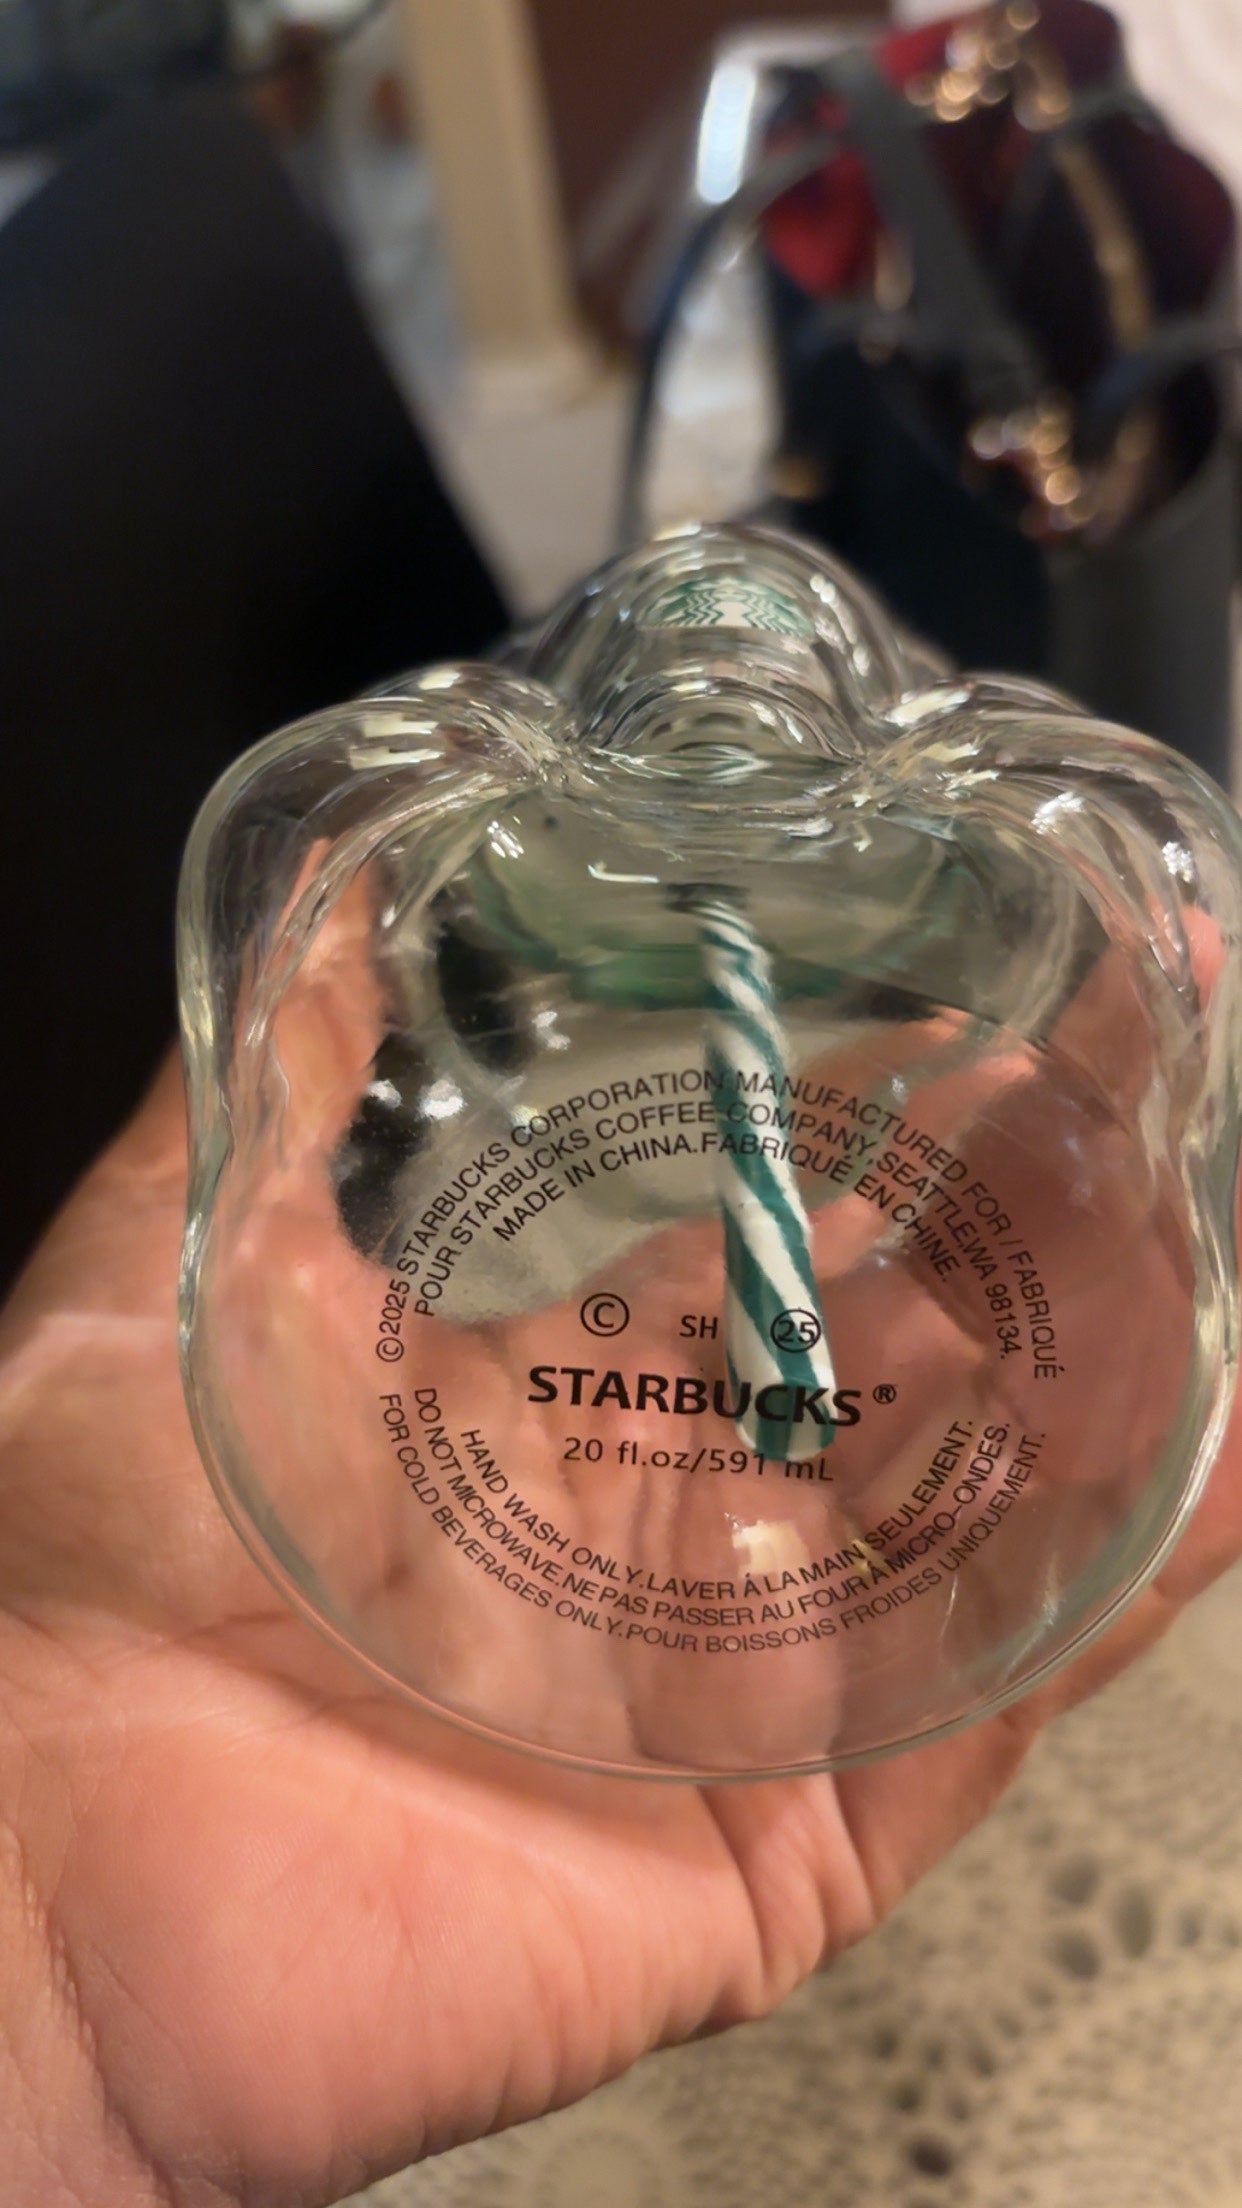 ©2025 STARBUCKS CORPORATION MANUFACTURED FOR / FABRIQUÉ
POUR STARBUCKS COFFEE COMPANY, SEATTLE,WA 98134.
MADE IN CHINA.FABRIQUÉ EN CHINE.
© SH 25
STARBUCKS®
20 fl.oz/591 mL
HAND WASH ONLY.LAVER À LA MAIN SEULEMENT.
DO NOT MICROWAVE.NE PAS PASSER AU FOUR À MICRO-ONDES.
FOR COLD BEVERAGES ONLY.POUR BOISSONS FROIDES UNIQUEMENT.